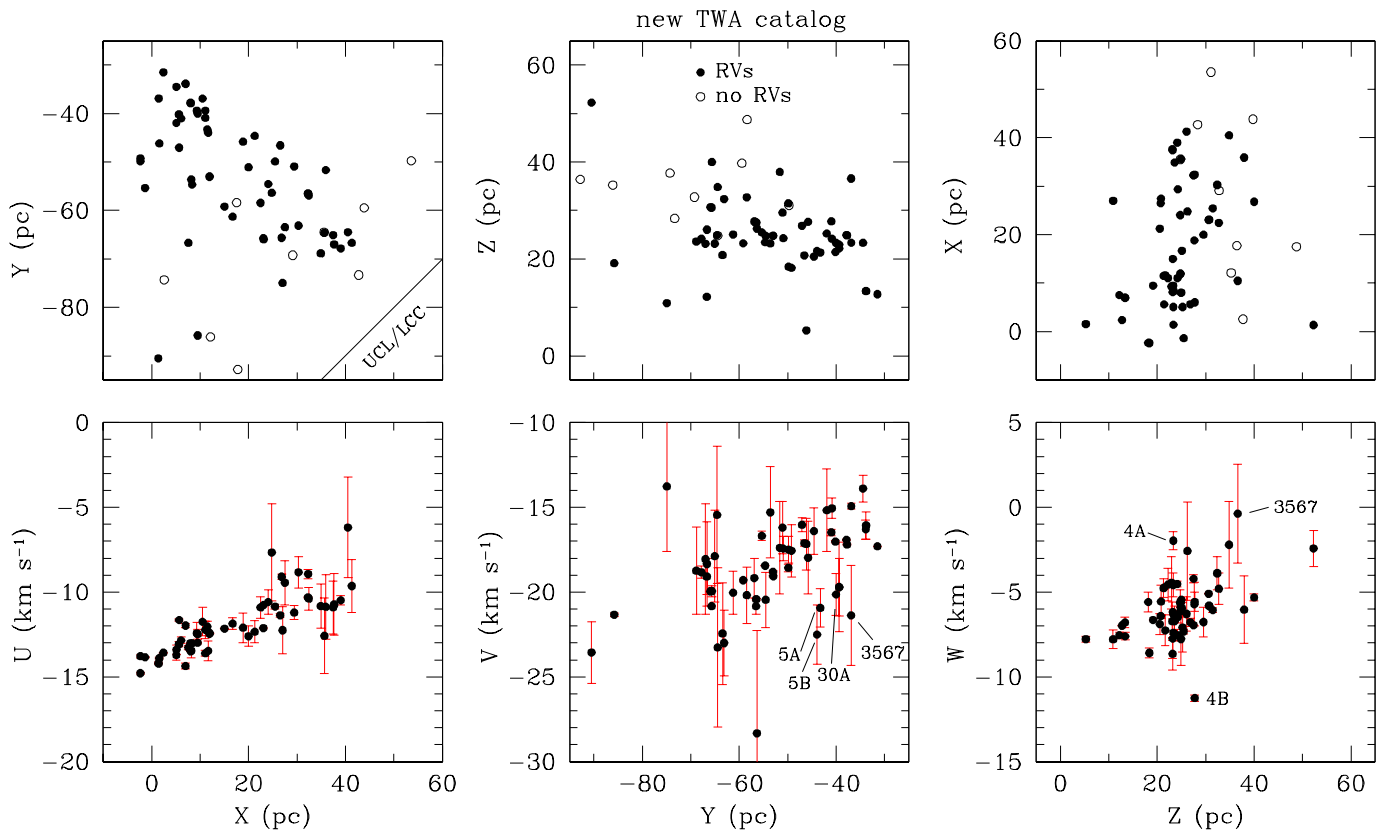 new TWA catalog
−40
−60
−80
Y (pc)
UCL/LCC
60
40
20
0
Z (pc)
RVs
no RVs
60
40
20
0
X (pc)
0
−5
−10
−15
−20
U (km s⁻¹)
0
20
40
60
X (pc)
−10
−15
−20
−25
−30
V (km s⁻¹)
5A
5B
30A
3567
−80
−60
−40
Y (pc)
5
0
−5
−10
−15
W (km s⁻¹)
4A
3567
4B
0
20
40
60
Z (pc)